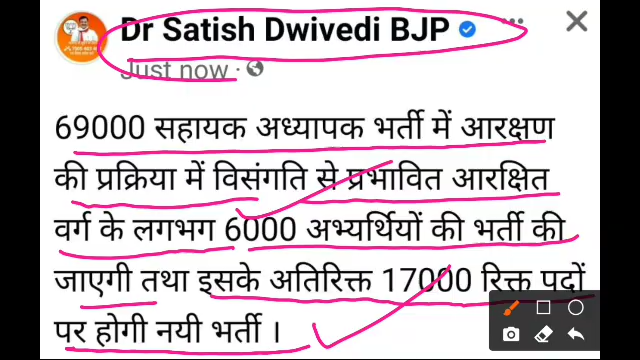 Dr Satish Dwivedi BJP
Just now
69000 सहायक अध्यापक भर्ती में आरक्षण
की प्रक्रिया में विसंगति से प्रभावित आरक्षित
वर्ग के लगभग 6000 अभ्यर्थियों की भर्ती की
जाएगी तथा इसके अतिरिक्त 17000 रिक्त पदों
पर होगी नयी भर्ती ।